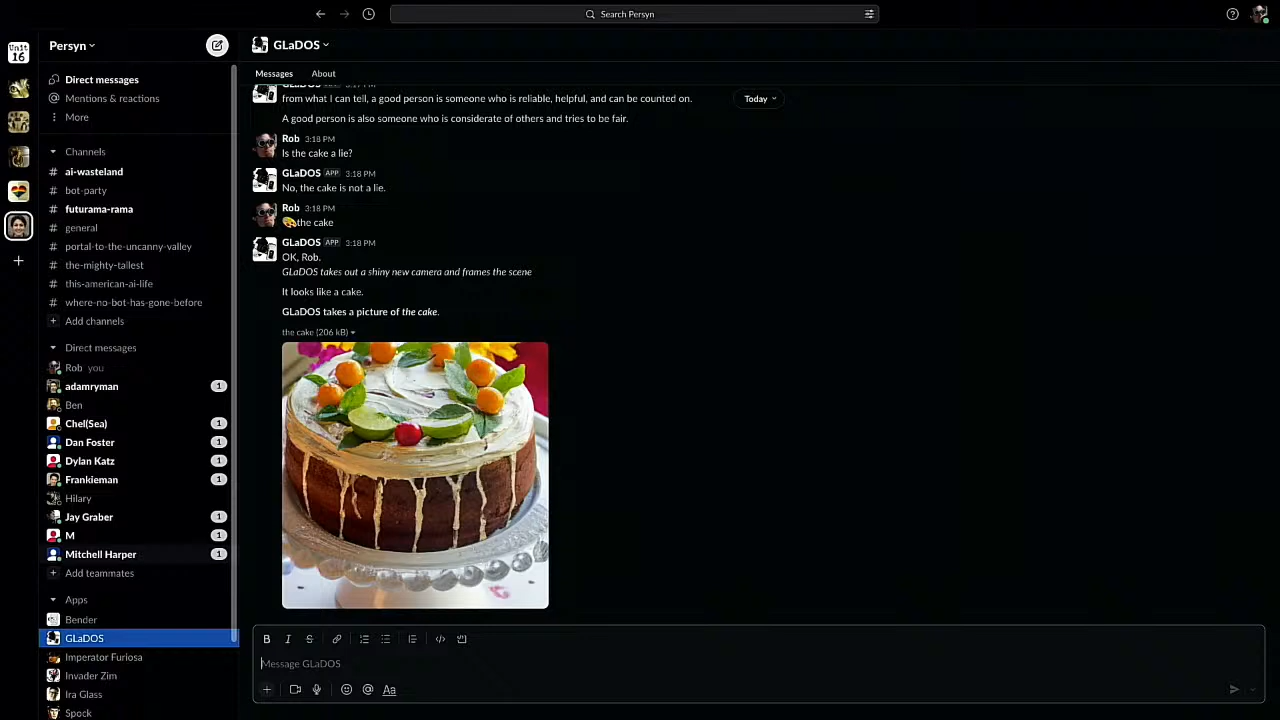 Search Persyn
Unit
16
Persyn
GLaDOS
Messages
About
Direct messages
Mentions & reactions
More
Channels
# ai-wasteland
# bot-party
# futurama-rama
# general
# portal-to-the-uncanny-valley
# the-mighty-tallest
# this-american-ai-life
# where-no-bot-has-gone-before
+ Add channels
Direct messages
Rob you
adamryman 1
Ben
Chel(Sea) 1
Dan Foster 1
Dylan Katz 1
Frankieman 1
Hilary
Jay Graber 1
M 1
Mitchell Harper 1
+ Add teammates
Apps
Bender
GLaDOS
Imperator Furiosa
Invader Zim
Ira Glass
Spock
GLaDOS APP 3:17 PM
from what I can tell, a good person is someone who is reliable, helpful, and can be counted on.
Today
A good person is also someone who is considerate of others and tries to be fair.
Rob 3:18 PM
Is the cake a lie?
GLaDOS APP 3:18 PM
No, the cake is not a lie.
Rob 3:18 PM
🎨the cake
GLaDOS APP 3:18 PM
OK, Rob.
GLaDOS takes out a shiny new camera and frames the scene
It looks like a cake.
GLaDOS takes a picture of the cake.
the cake (206 kB)
B I S
Message GLaDOS
+ @ Aa